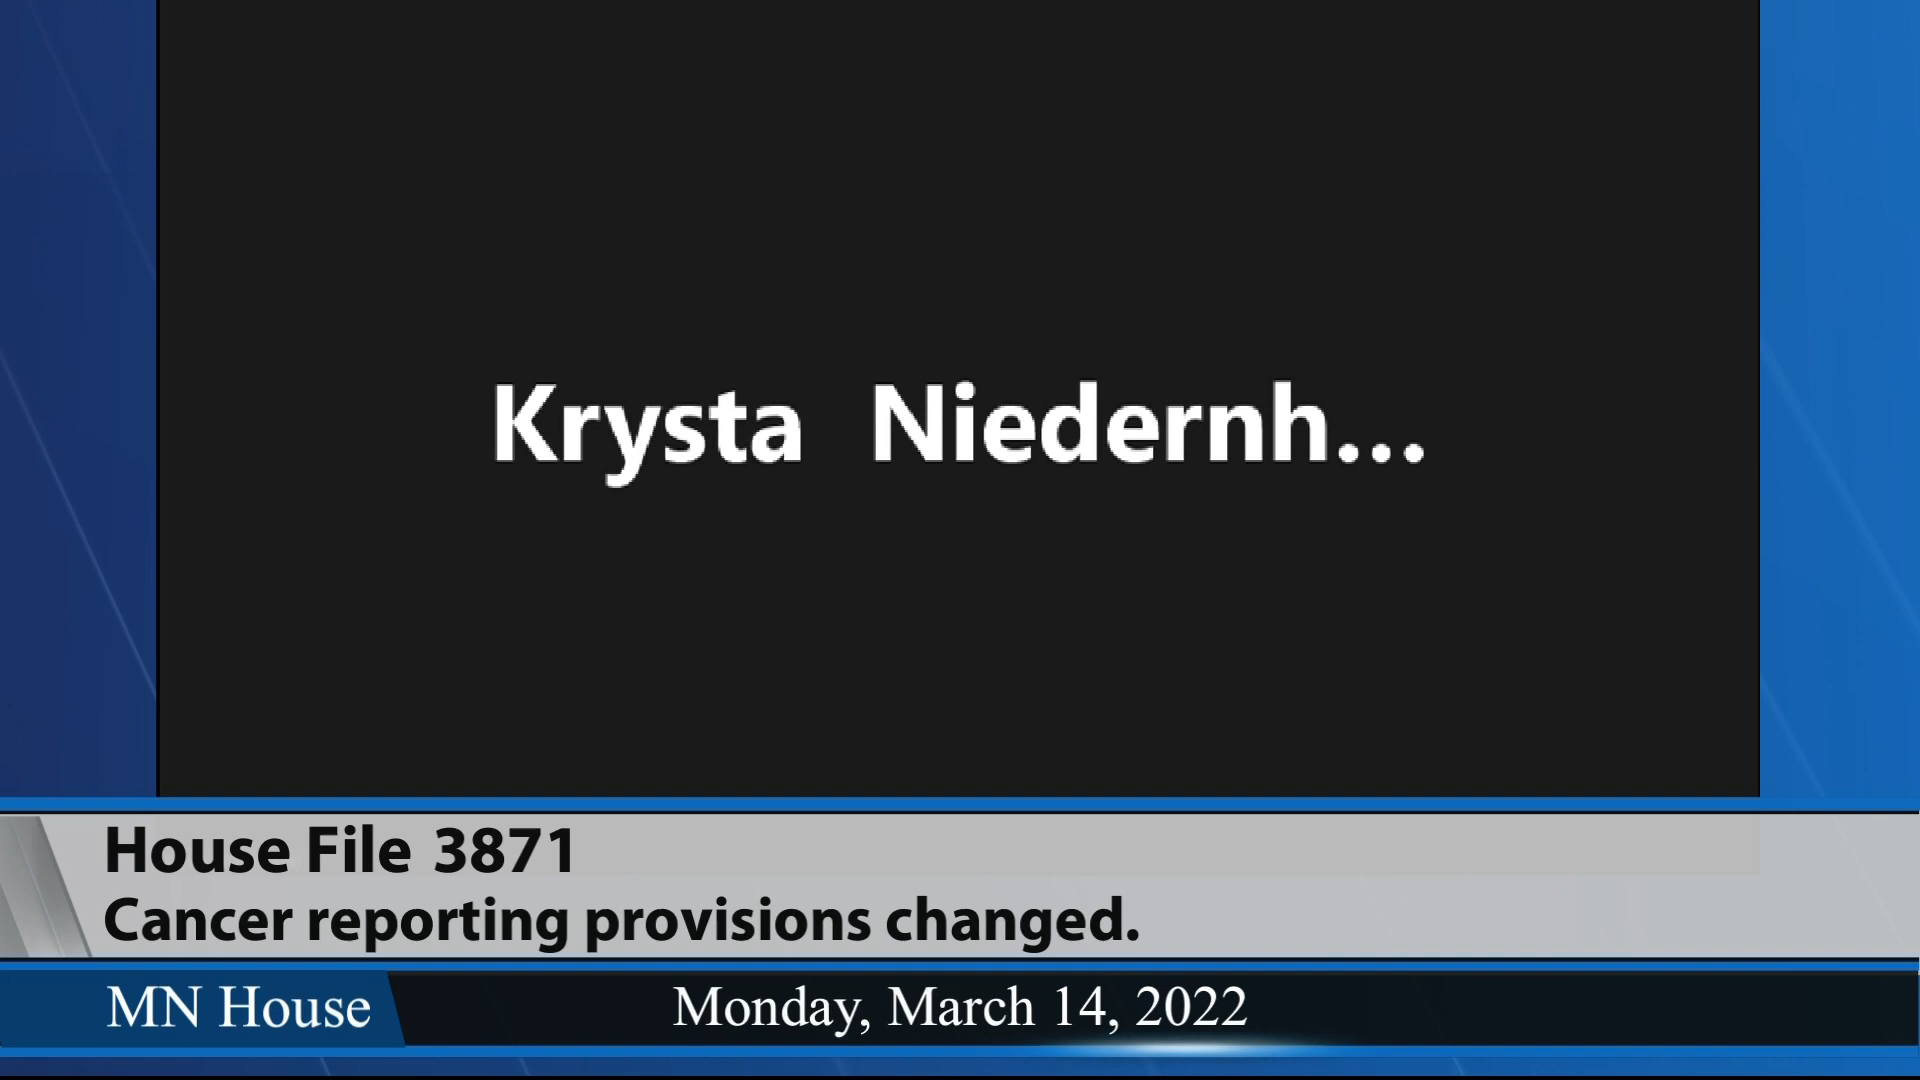 Krysta Niedernh...
House File 3871
Cancer reporting provisions changed.
MN House
Monday, March 14, 2022